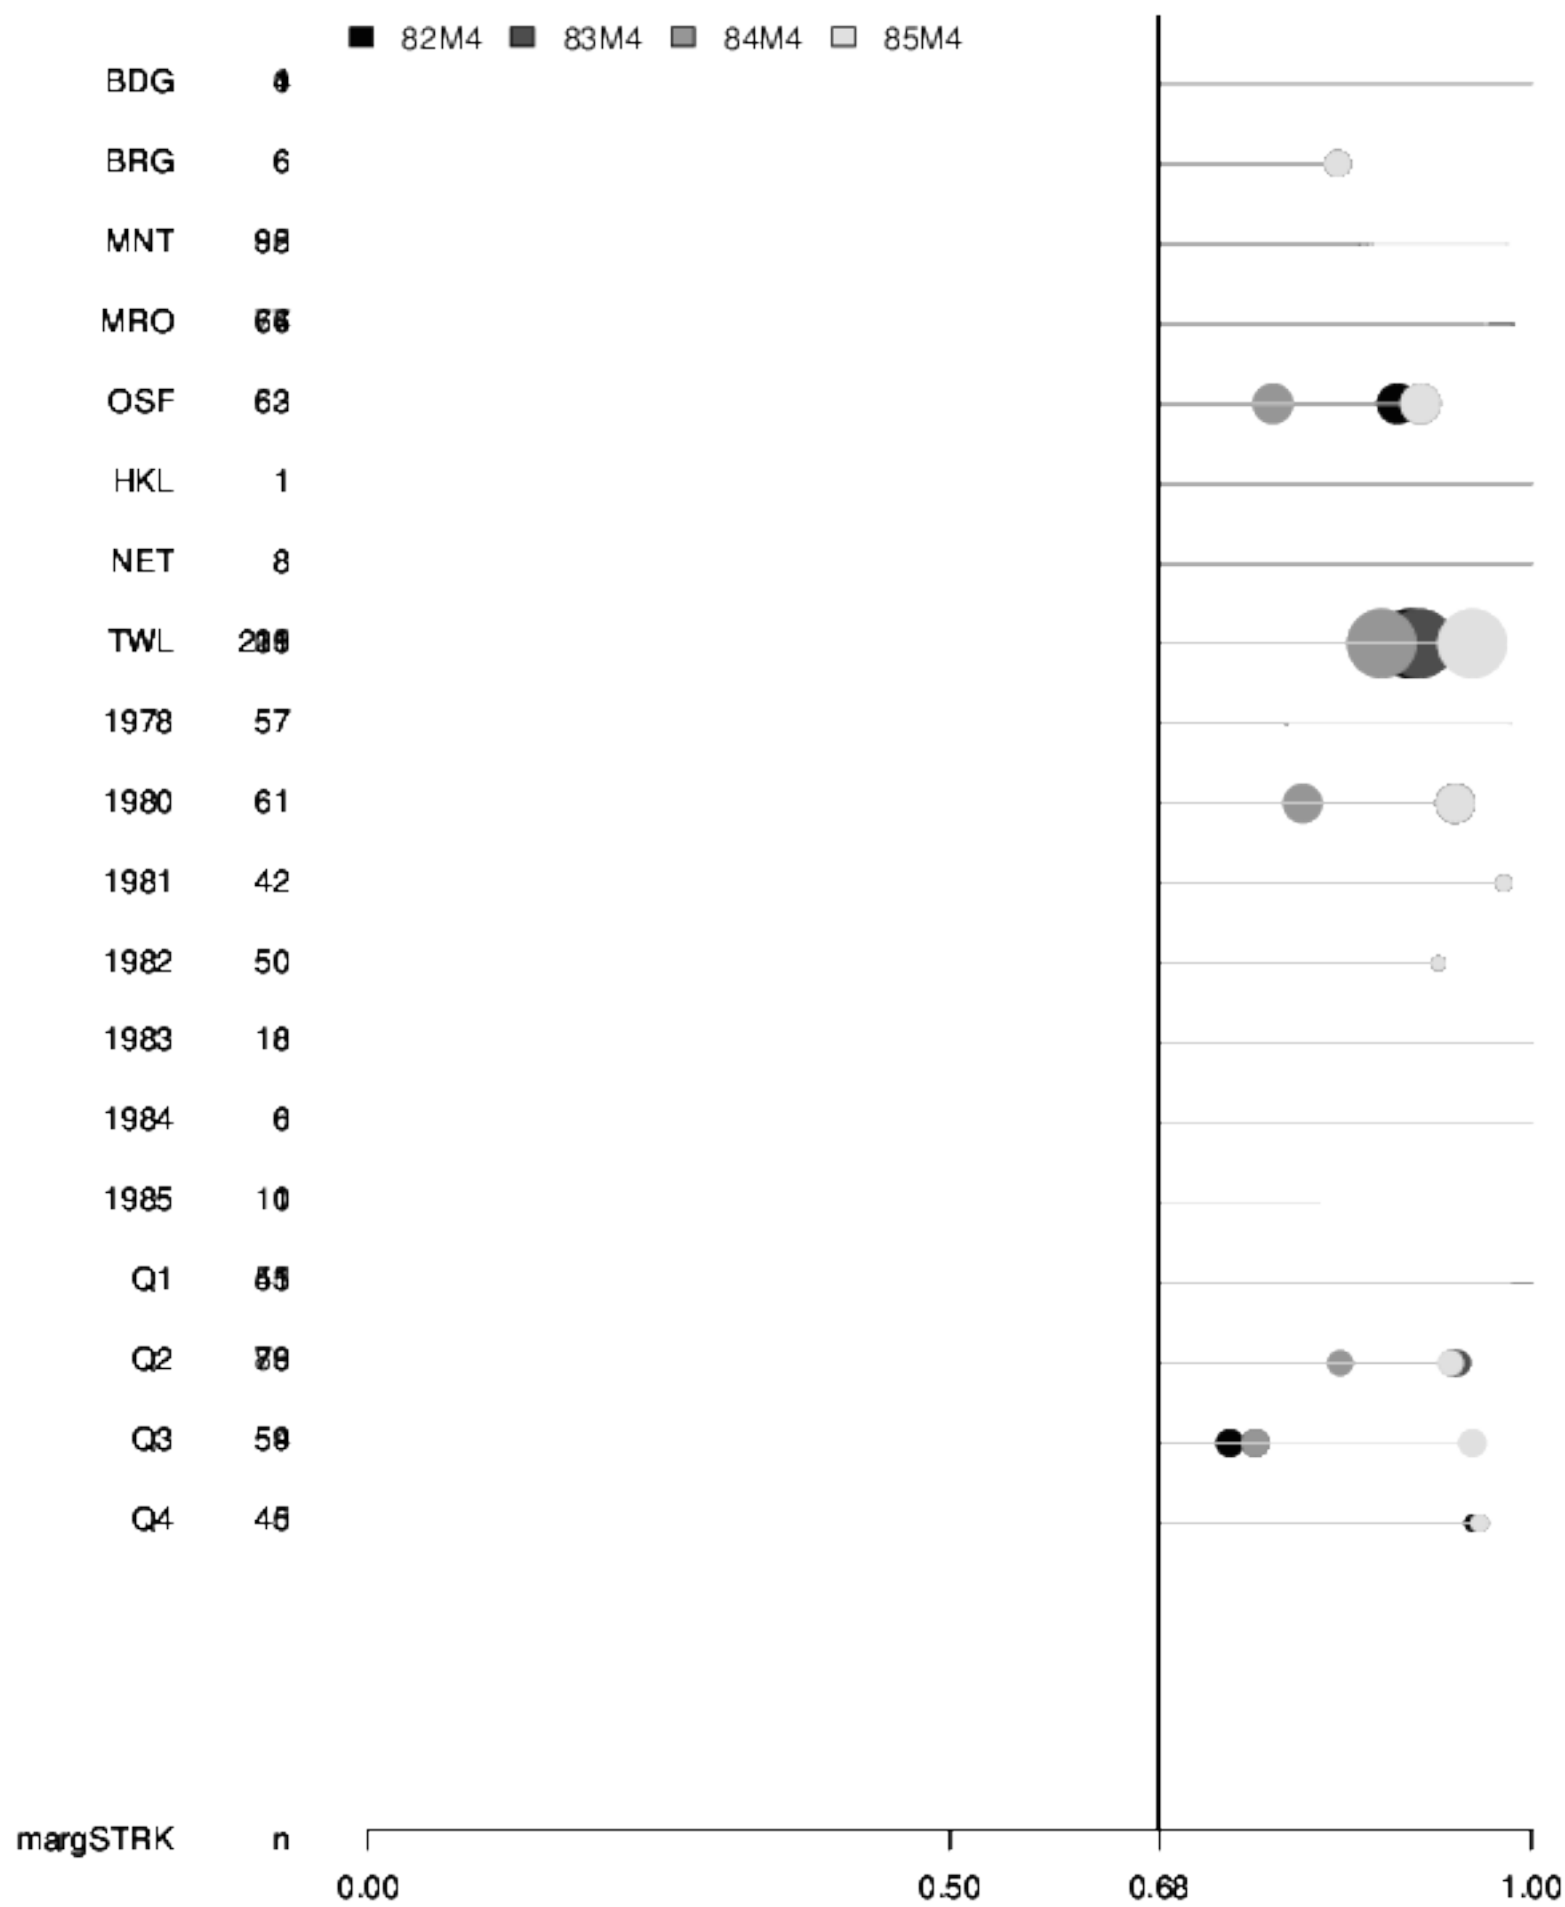 82M4 83M4 84M4 85M4
BDG
BRG 6
MNT
MRO
OSF
HKL 1
NET 8
TWL
1978 57
1980 61
1981 42
1982 50
1983
1984
1985
Q1
Q2
Q3
Q4
margSTRK n
0.00 0.50 0.68 1.00